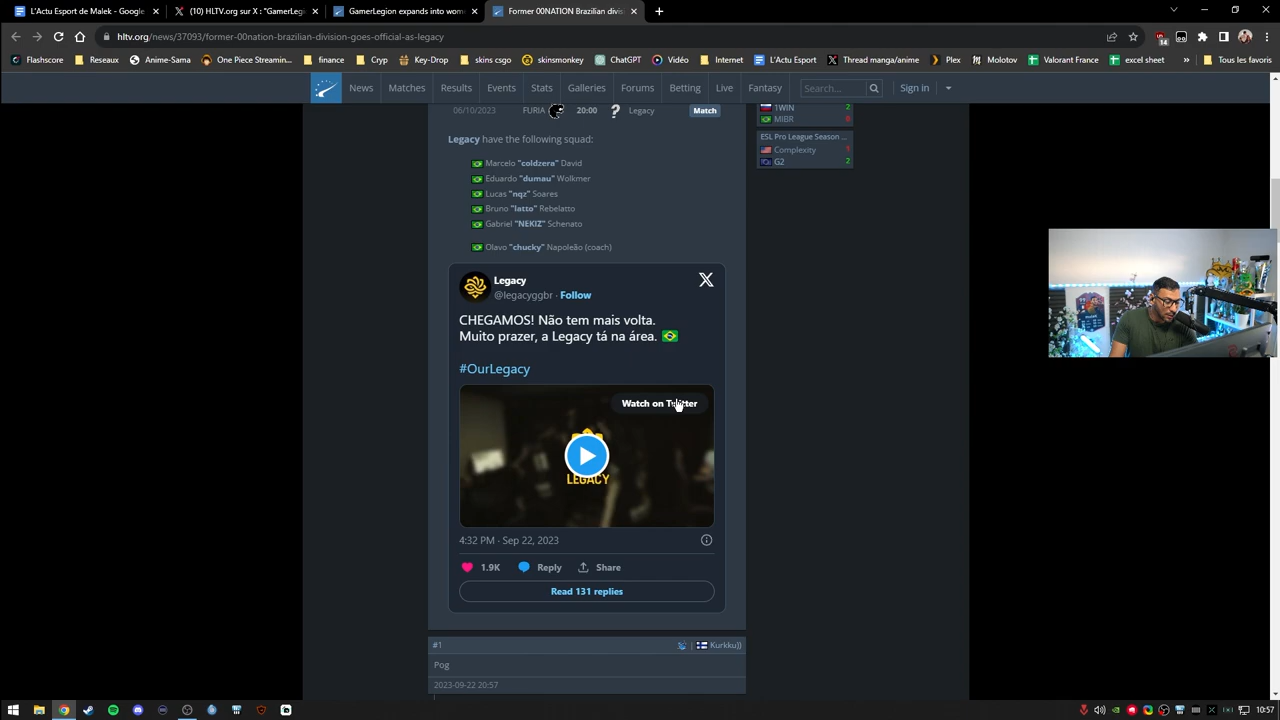 L'Actu Esport de Malek - Google
(10) HLTV.org sur X : "GamerLegi
GamerLegion expands into wom
Former 00NATION Brazilian divisi
hltv.org/news/37093/former-00nation-brazilian-division-goes-official-as-legacy
14
Flashscore
Reseaux
Anime-Sama
One Piece Streamin...
finance
Cryp
Key-Drop
skins csgo
skinsmonkey
ChatGPT
Vidéo
Internet
L'Actu Esport
Thread manga/anime
Plex
Molotov
Valorant France
excel sheet
»
Tous les favoris
News
Matches
Results
Events
Stats
Galleries
Forums
Betting
Live
Fantasy
Search...
Sign in
06/10/2023 FURIA 20:00 ? Legacy Match
1WIN 2
MIBR 0
ESL Pro League Season ...
Complexity 1
G2 2
Legacy have the following squad:
Marcelo "coldzera" David
Eduardo "dumau" Wolkmer
Lucas "nqz" Soares
Bruno "latto" Rebelatto
Gabriel "NEKIZ" Schenato
Olavo "chucky" Napoleão (coach)
Legacy
@legacyggbr · Follow
CHEGAMOS! Não tem mais volta.
Muito prazer, a Legacy tá na área.
#OurLegacy
Watch on Twitter
LEGACY
4:32 PM · Sep 22, 2023
1.9K Reply Share
Read 131 replies
#1 Kurkku))
Pog
2023-09-22 20:57
10:57